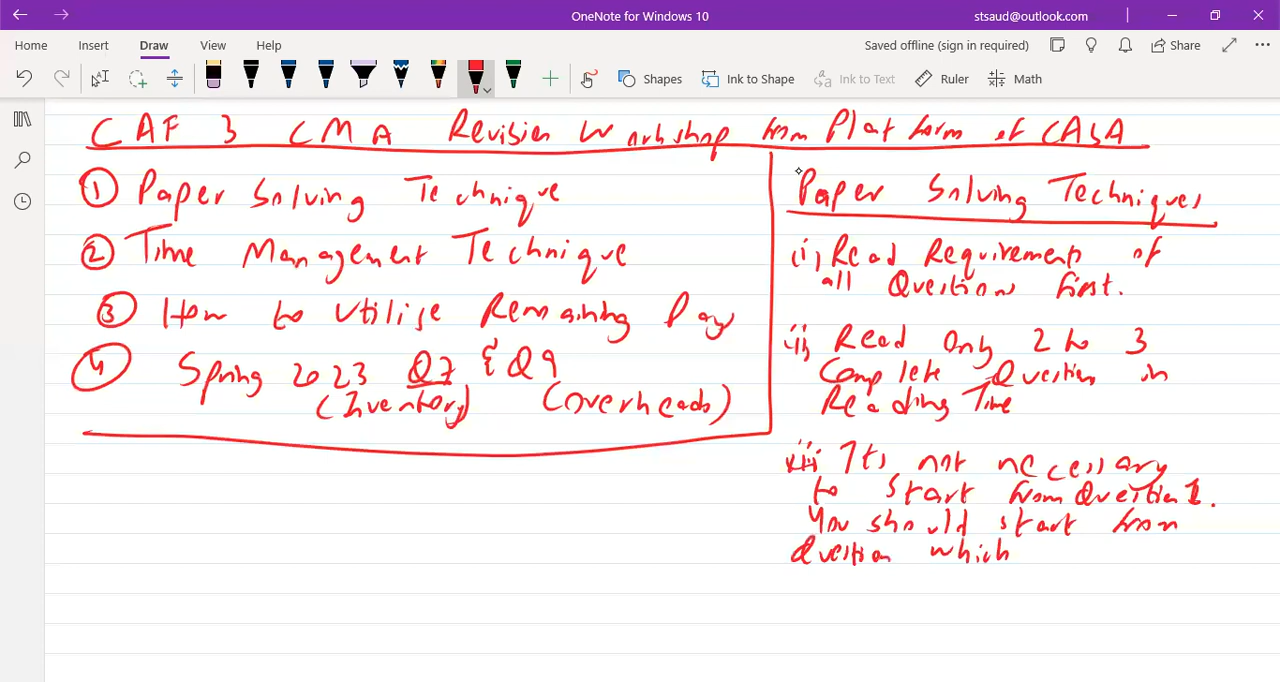 OneNote for Windows 10
stsaud@outlook.com
Home Insert Draw View Help
Saved offline (sign in required)
Share
Shapes
Ink to Shape
Ink to Text
Ruler
Math
CAF 3 CMA Revision Workshop from Platform of CASA
① Paper Solving Technique
② Time Management Technique
③ How to Utilise Remaining Day
④ Spring 2023 Q7 & Q9
(Inventory) (Overheads)
Paper Solving Techniques
(i) Read Requirements of
all Questions First.
ii) Read Only 2 to 3
Complete Question in
Reading Time
iii Its not necessary
to start from Question 1.
You should start from
Question which